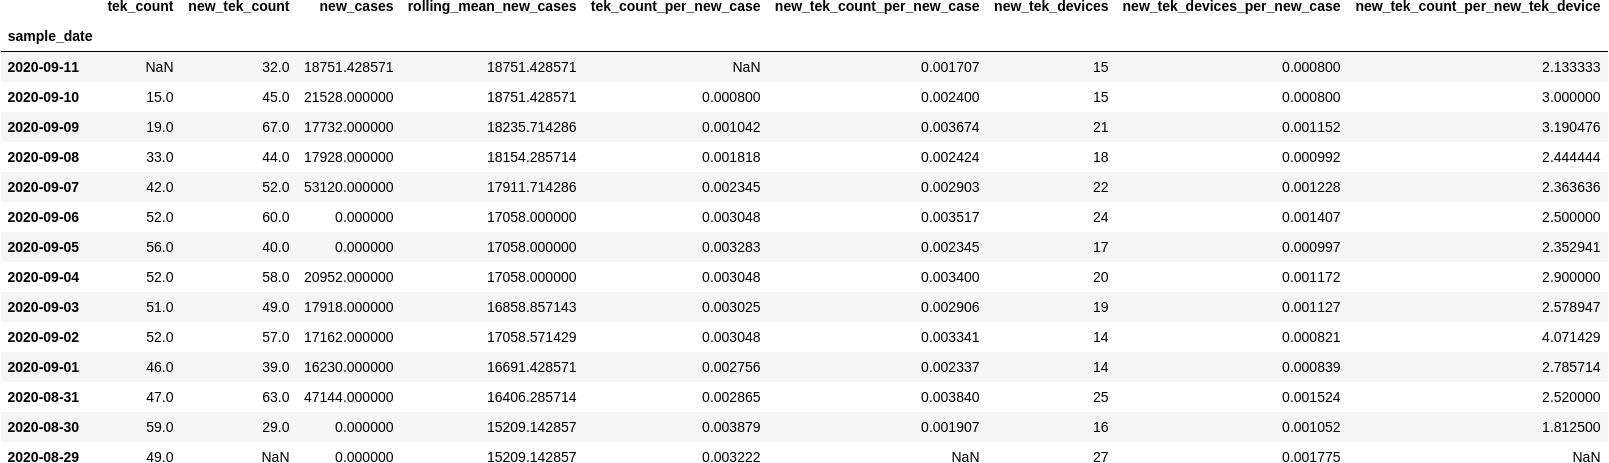 tek_count new_tek_count new_cases rolling_mean_new_cases tek_count_per_new_case new_tek_count_per_new_case new_tek_devices new_tek_devices_per_new_case new_tek_count_per_new_tek_device
sample_date
2020-09-11 NaN 32.0 18751.428571 18751.428571 NaN 0.001707 15 0.000800 2.133333
2020-09-10 15.0 45.0 21528.000000 18751.428571 0.000800 0.002400 15 0.000800 3.000000
2020-09-09 19.0 67.0 17732.000000 18235.714286 0.001042 0.003674 21 0.001152 3.190476
2020-09-08 33.0 44.0 17928.000000 18154.285714 0.001818 0.002424 18 0.000992 2.444444
2020-09-07 42.0 52.0 53120.000000 17911.714286 0.002345 0.002903 22 0.001228 2.363636
2020-09-06 52.0 60.0 0.000000 17058.000000 0.003048 0.003517 24 0.001407 2.500000
2020-09-05 56.0 40.0 0.000000 17058.000000 0.003283 0.002345 17 0.000997 2.352941
2020-09-04 52.0 58.0 20952.000000 17058.000000 0.003048 0.003400 20 0.001172 2.900000
2020-09-03 51.0 49.0 17918.000000 16858.857143 0.003025 0.002906 19 0.001127 2.578947
2020-09-02 52.0 57.0 17162.000000 17058.571429 0.003048 0.003341 14 0.000821 4.071429
2020-09-01 46.0 39.0 16230.000000 16691.428571 0.002756 0.002337 14 0.000839 2.785714
2020-08-31 47.0 63.0 47144.000000 16406.285714 0.002865 0.003840 25 0.001524 2.520000
2020-08-30 59.0 29.0 0.000000 15209.142857 0.003879 0.001907 16 0.001052 1.812500
2020-08-29 49.0 NaN 0.000000 15209.142857 0.003222 NaN 27 0.001775 NaN